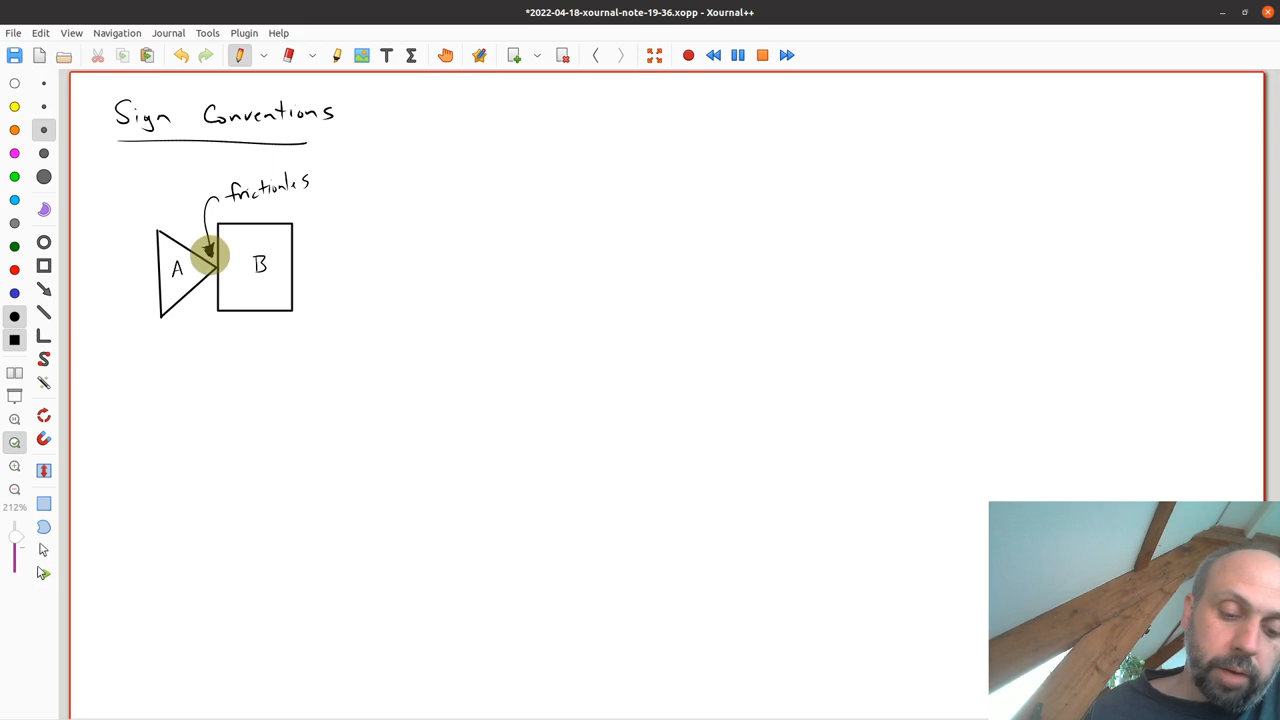 *2022-04-18-xournal-note-19-36.xopp - Xournal++
File Edit View Navigation Journal Tools Plugin Help
Sign Conventions
frictionles
A
B
212%